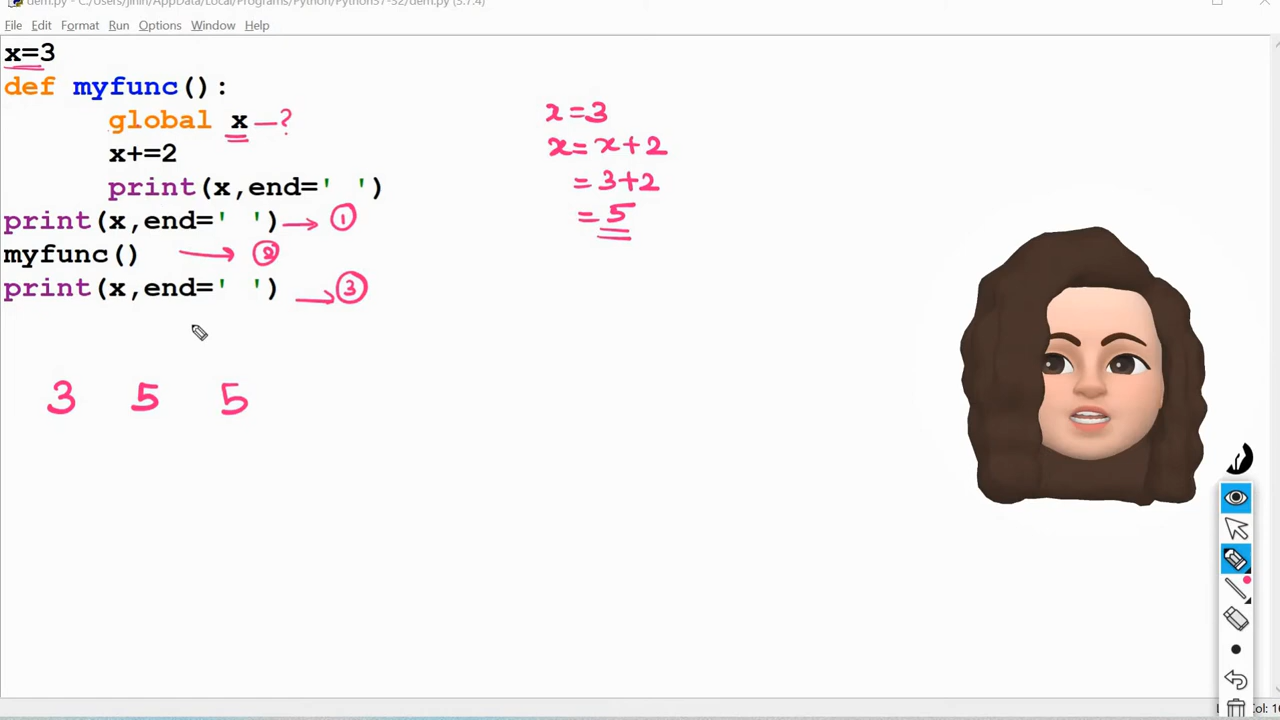 File Edit Format Run Options Window Help
x=3
def myfunc():
global x —?
x+=2
print(x,end=' ')
print(x,end=' ') → 1
myfunc() → 2
print(x,end=' ') → 3
x=3
x=x+2
=3+2
=5
3 5 5